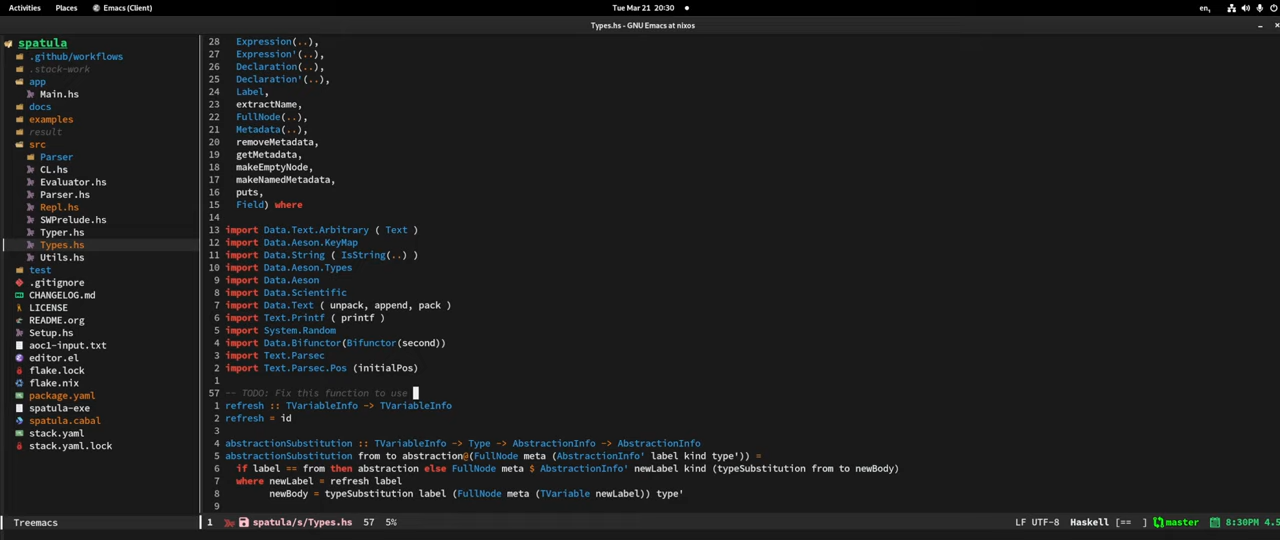 Activities Places Emacs (Client) Tue Mar 21 20:30 en,
Types.hs - GNU Emacs at nixos
spatula
.github/workflows
.stack-work
app
Main.hs
docs
examples
result
src
Parser
CL.hs
Evaluator.hs
Parser.hs
Repl.hs
SWPrelude.hs
Typer.hs
Types.hs
Utils.hs
test
.gitignore
CHANGELOG.md
LICENSE
README.org
Setup.hs
aoc1-input.txt
editor.el
flake.lock
flake.nix
package.yaml
spatula-exe
spatula.cabal
stack.yaml
stack.yaml.lock
28 Expression(..),
27 Expression'(..),
26 Declaration(..),
25 Declaration'(..),
24 Label,
23 extractName,
22 FullNode(..),
21 Metadata(..),
20 removeMetadata,
19 getMetadata,
18 makeEmptyNode,
17 makeNamedMetadata,
16 puts,
15 Field) where
14
13 import Data.Text.Arbitrary ( Text )
12 import Data.Aeson.KeyMap
11 import Data.String ( IsString(..) )
10 import Data.Aeson.Types
9 import Data.Aeson
8 import Data.Scientific
7 import Data.Text ( unpack, append, pack )
6 import Text.Printf ( printf )
5 import System.Random
4 import Data.Bifunctor(Bifunctor(second))
3 import Text.Parsec
2 import Text.Parsec.Pos (initialPos)
1
57 -- TODO: Fix this function to use
1 refresh :: TVariableInfo -> TVariableInfo
2 refresh = id
3
4 abstractionSubstitution :: TVariableInfo -> Type -> AbstractionInfo -> AbstractionInfo
5 abstractionSubstitution from to abstraction@(FullNode meta (AbstractionInfo' label kind type')) =
6 if label == from then abstraction else FullNode meta $ AbstractionInfo' newLabel kind (typeSubstitution from to newBody)
7 where newLabel = refresh label
8 newBody = typeSubstitution label (FullNode meta (TVariable newLabel)) type'
9
Treemacs
1 spatula/s/Types.hs 57 5% LF UTF-8 Haskell [== ] master 8:30PM 4.5